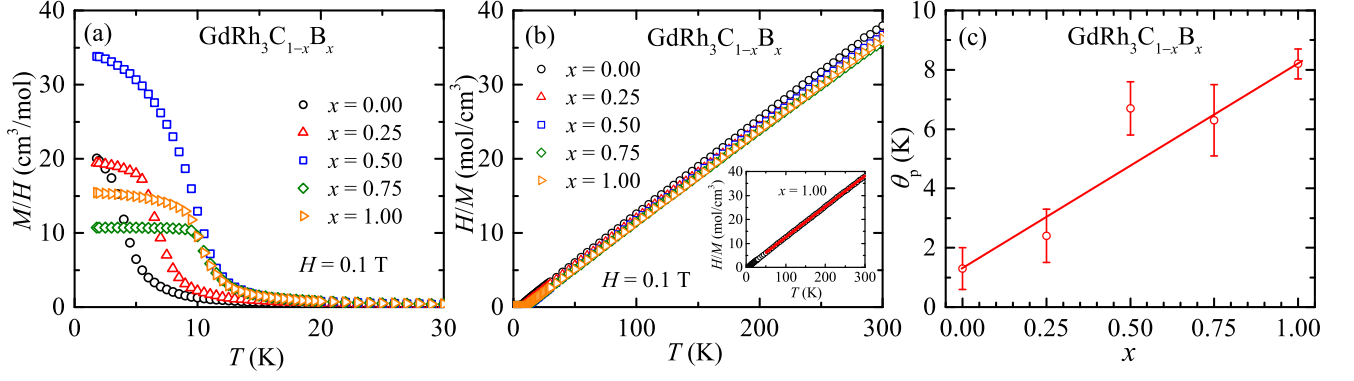 (a)
GdRh₃C₁₋ₓBₓ
M/H (cm³/mol)
x = 0.00
x = 0.25
x = 0.50
x = 0.75
x = 1.00
H = 0.1 T
40
30
20
10
0
0 10 20 30
T (K)
(b)
GdRh₃C₁₋ₓBₓ
H/M (mol/cm³)
x = 0.00
x = 0.25
x = 0.50
x = 0.75
x = 1.00
H = 0.1 T
40
30
20
10
0
0 100 200 300
T (K)
x = 1.00
H/M (mol/cm³)
40
30
20
10
0
0 100 200 300
T (K)
(c)
GdRh₃C₁₋ₓBₓ
θₚ (K)
10
8
6
4
2
0
0.00 0.25 0.50 0.75 1.00
x